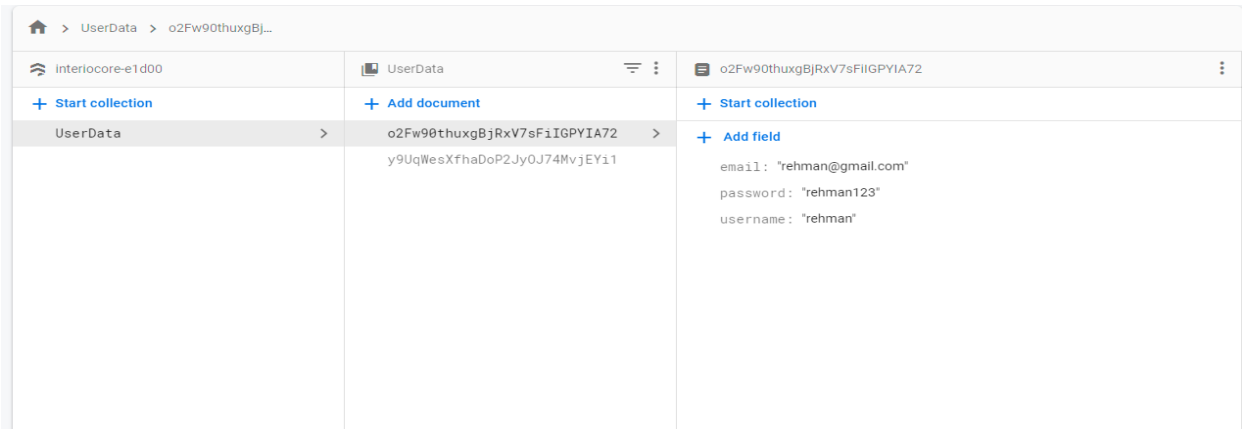 > UserData > o2Fw90thuxgBj...
interiocore-e1d00
UserData
o2Fw90thuxgBjRxV7sFiIGPYIA72
+ Start collection
+ Add document
+ Start collection
UserData >
o2Fw90thuxgBjRxV7sFiIGPYIA72 >
+ Add field
y9UqWesXfhaDoP2JyOJ74MvjEYi1
email: "rehman@gmail.com"
password: "rehman123"
username: "rehman"